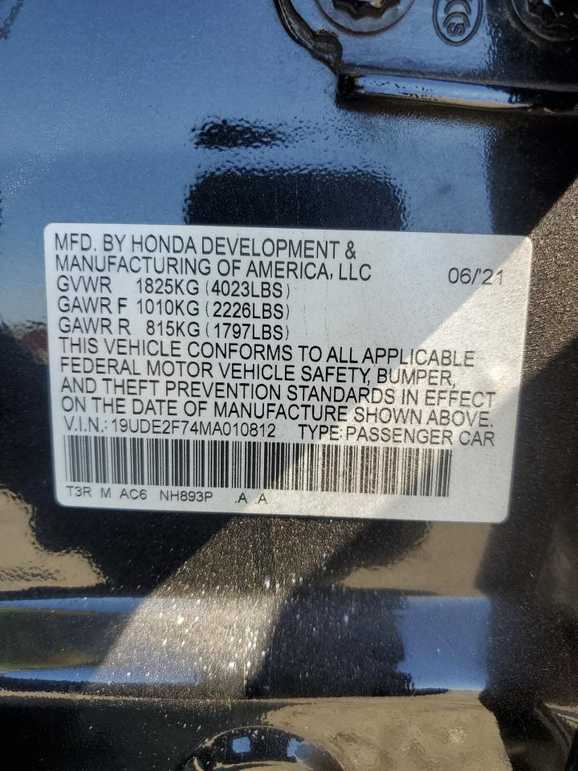 CCS
MFD. BY HONDA DEVELOPMENT &
MANUFACTURING OF AMERICA, LLC 06/'21
GVWR 1825KG (4023LBS)
GAWR F 1010KG (2226LBS)
GAWR R 815KG (1797LBS)
THIS VEHICLE CONFORMS TO ALL APPLICABLE
FEDERAL MOTOR VEHICLE SAFETY, BUMPER,
AND THEFT PREVENTION STANDARDS IN EFFECT
ON THE DATE OF MANUFACTURE SHOWN ABOVE.
V.I.N.: 19UDE2F74MA010812 TYPE: PASSENGER CAR
T3R M AC6 NH893P .A A